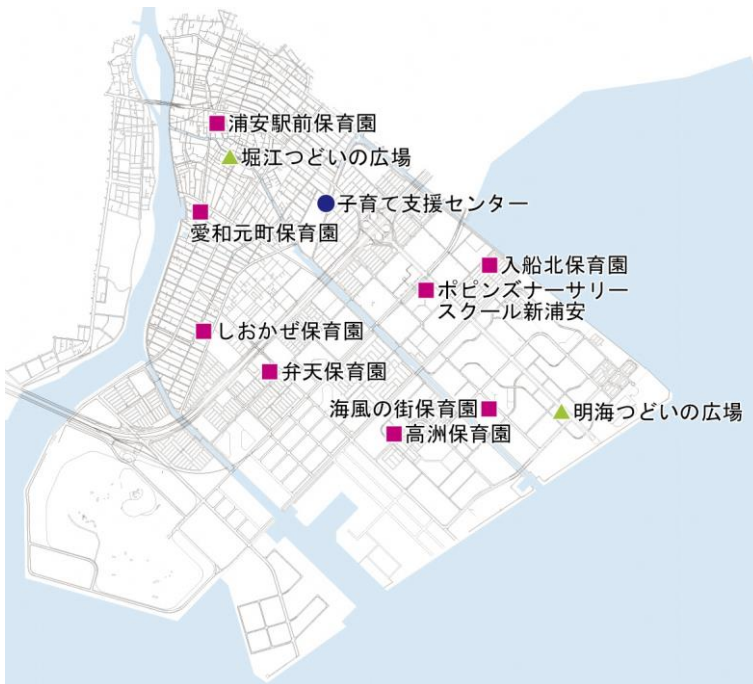 浦安駅前保育園
堀江つどいの広場
子育て支援センター
愛和元町保育園
入船北保育園
ポピンズナーサリー
スクール新浦安
しおかぜ保育園
弁天保育園
海風の街保育園
明海つどいの広場
高洲保育園